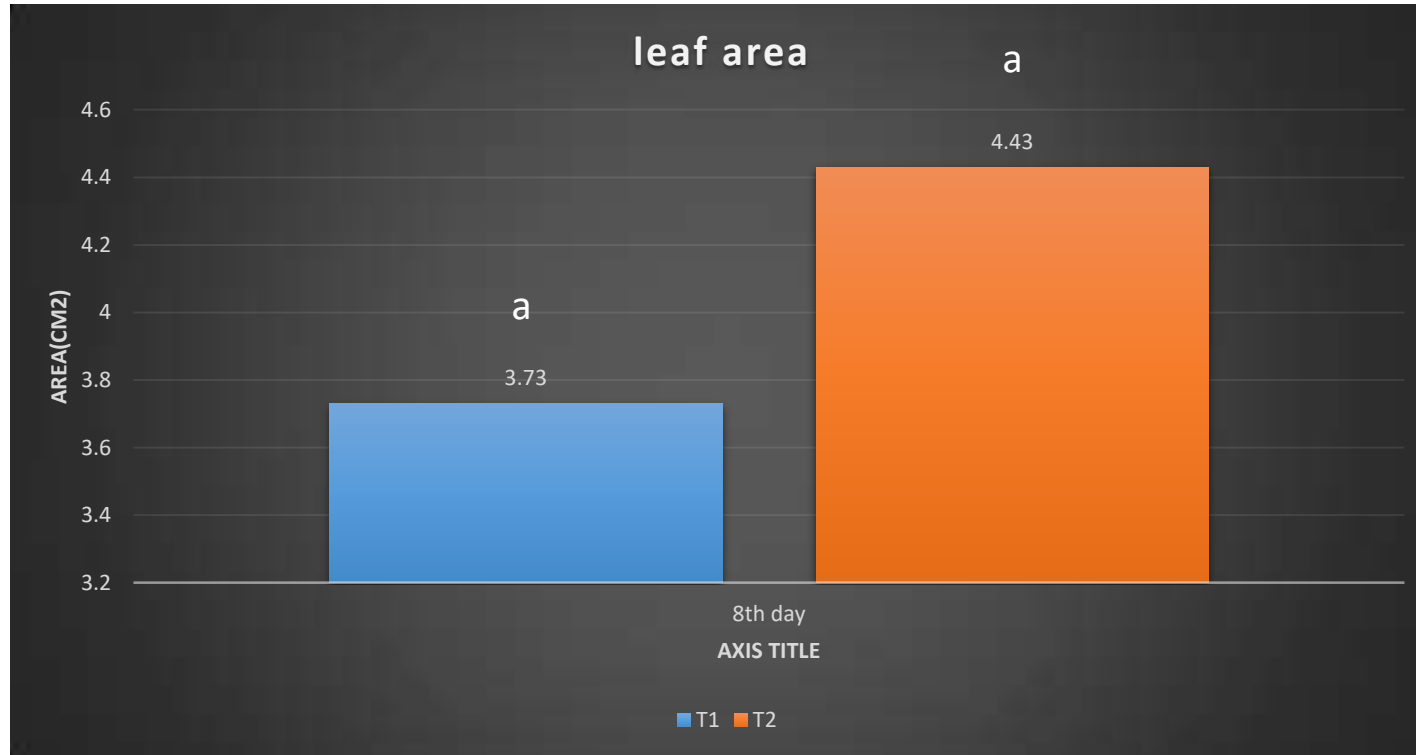 leaf area
a
4.6
4.43
4.4
4.2
a
4
3.8
3.73
3.6
3.4
3.2
AREA(CM2)
8th day
AXIS TITLE
T1 T2